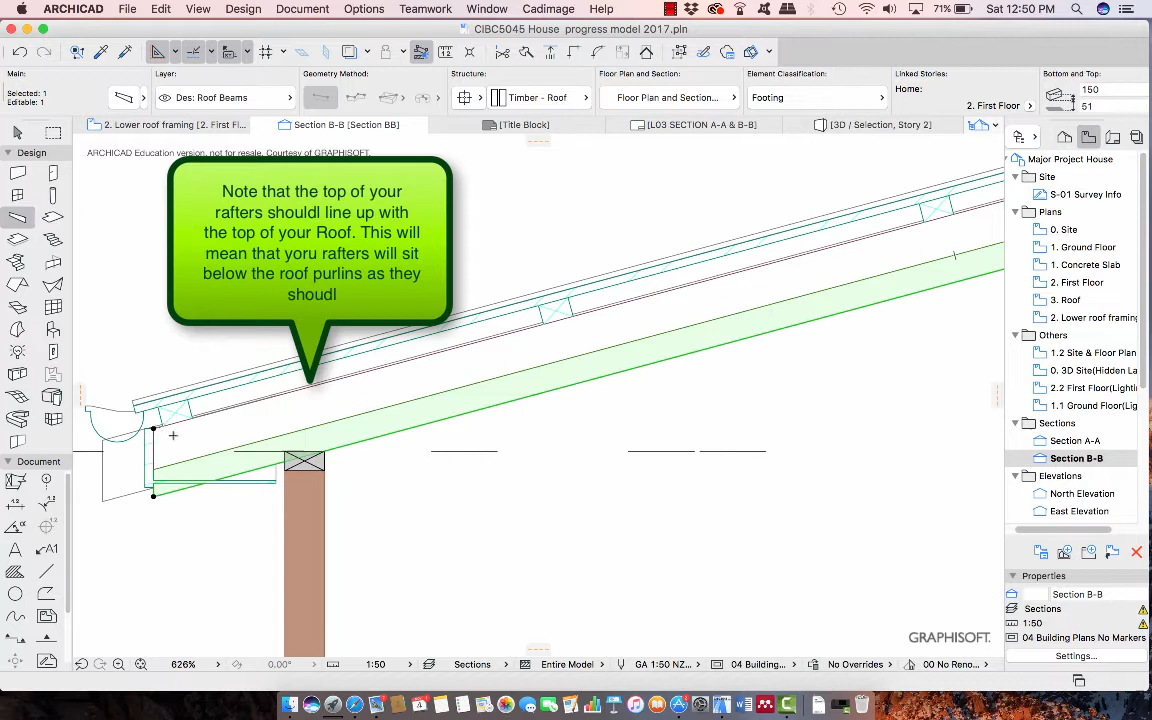 ARCHICAD File Edit View Design Document Options Teamwork Window Cadimage Help 71% Sat 12:50 PM
CIBC5045 House progress model 2017.pln
Main: Layer: Geometry Method: Structure: Floor Plan and Section: Element Classification: Linked Stories: Bottom and Top:
Selected: 1
Editable: 1
Des: Roof Beams
Timber - Roof
Floor Plan and Section...
Footing
Home:
2. First Floor
150
51
2. Lower roof framing [2. First Fl...
Section B-B [Section BB]
[Title Block]
[L03 SECTION A-A & B-B]
[3D / Selection, Story 2]
Design
Document
ARCHICAD Education version, not for resale. Courtesy of GRAPHISOFT.
Note that the top of your
rafters shouldl line up with
the top of your Roof. This will
mean that yoru rafters will sit
below the roof purlins as they
shoudl
GRAPHISOFT.
Major Project House
Site
S-01 Survey Info
Plans
0. Site
1. Ground Floor
1. Concrete Slab
2. First Floor
3. Roof
2. Lower roof framing
Others
1.2 Site & Floor Plan
0. 3D Site(Hidden La
2.2 First Floor(Lighti
1.1 Ground Floor(Lig
Sections
Section A-A
Section B-B
Elevations
North Elevation
East Elevation
Properties
Section B-B
Sections
1:50
04 Building Plans No Markers
Settings...
626% 0.00° 1:50 Sections Entire Model GA 1:50 NZ... 04 Building... No Overrides 00 No Reno...